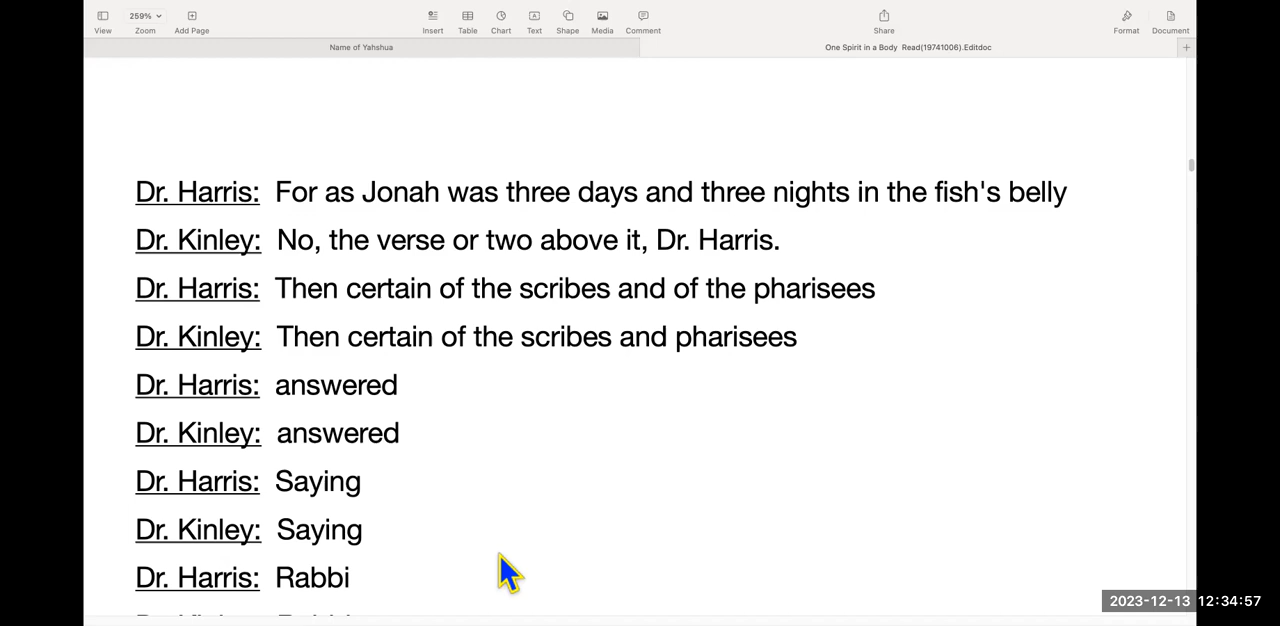 259%
View Zoom Add Page Insert Table Chart Text Shape Media Comment Share Format Document
Name of Yahshua One Spirit in a Body Read(19741006).Editdoc
Dr. Harris: For as Jonah was three days and three nights in the fish's belly
Dr. Kinley: No, the verse or two above it, Dr. Harris.
Dr. Harris: Then certain of the scribes and of the pharisees
Dr. Kinley: Then certain of the scribes and pharisees
Dr. Harris: answered
Dr. Kinley: answered
Dr. Harris: Saying
Dr. Kinley: Saying
Dr. Harris: Rabbi
2023-12-13 12:34:57